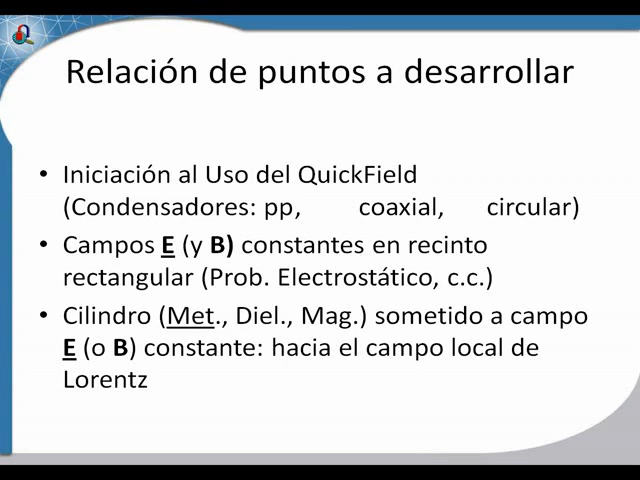 Relación de puntos a desarrollar
• Iniciación al Uso del QuickField
(Condensadores: pp, coaxial, circular)
• Campos E (y B) constantes en recinto
rectangular (Prob. Electrostático, c.c.)
• Cilindro (Met., Diel., Mag.) sometido a campo
E (o B) constante: hacia el campo local de
Lorentz